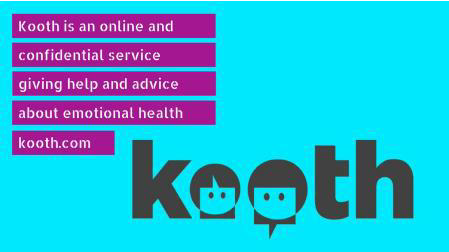 Kooth is an online and
confidential service
giving help and advice
about emotional health
kooth.com
kooth